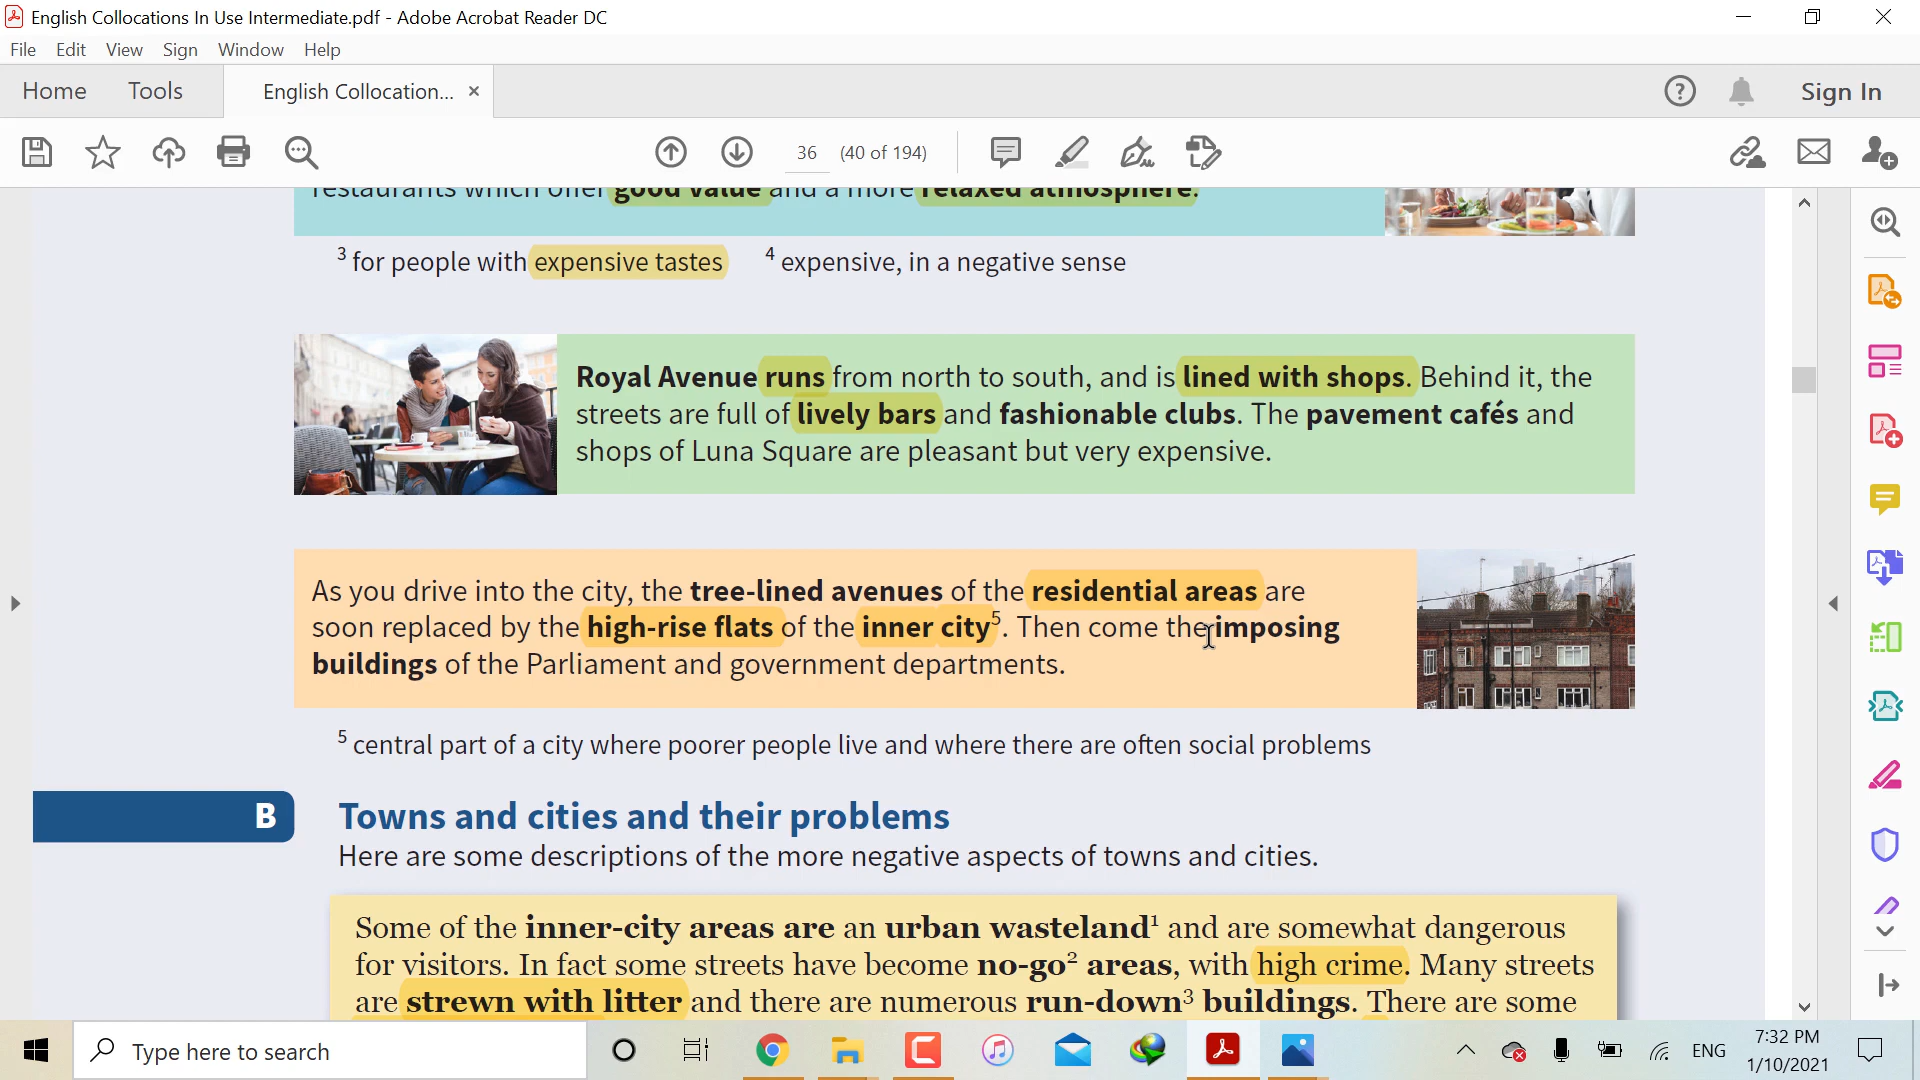 English Collocations In Use Intermediate.pdf - Adobe Acrobat Reader DC
File Edit View Sign Window Help
Home Tools English Collocation... × Sign In
36 (40 of 194)
restaurants which offer good value and a more relaxed atmosphere.
3 for people with expensive tastes 4 expensive, in a negative sense
Royal Avenue runs from north to south, and is lined with shops. Behind it, the
streets are full of lively bars and fashionable clubs. The pavement cafés and
shops of Luna Square are pleasant but very expensive.
As you drive into the city, the tree-lined avenues of the residential areas are
soon replaced by the high-rise flats of the inner city5. Then come the imposing
buildings of the Parliament and government departments.
5 central part of a city where poorer people live and where there are often social problems
B Towns and cities and their problems
Here are some descriptions of the more negative aspects of towns and cities.
Some of the inner-city areas are an urban wasteland1 and are somewhat dangerous
for visitors. In fact some streets have become no-go2 areas, with high crime. Many streets
are strewn with litter and there are numerous run-down3 buildings. There are some
Type here to search
ENG
7:32 PM
1/10/2021